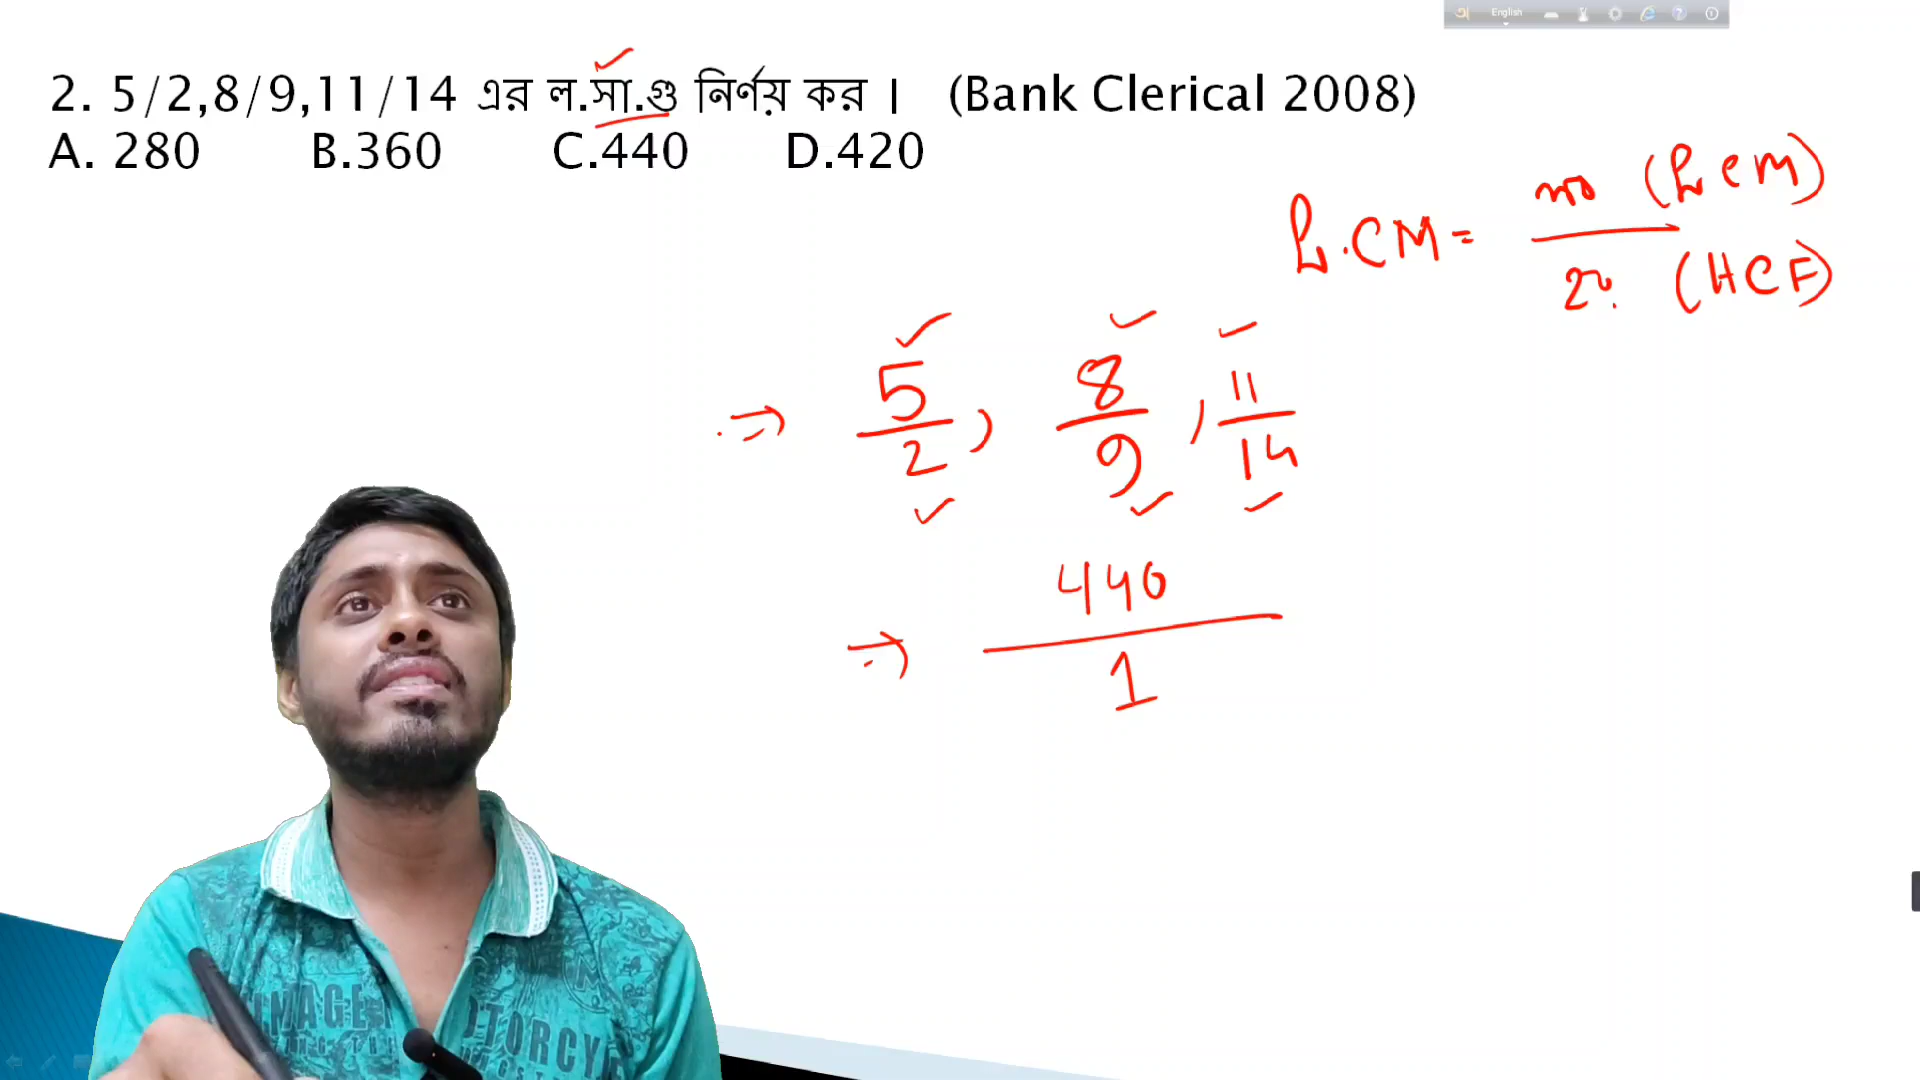 English
2. 5/2,8/9,11/14 এর ল.সা.গু নির্ণয় কর । (Bank Clerical 2008)
A. 280 B.360 C.440 D.420
L.CM = (LCM)
(HCF)
⇒ 5/2, 8/9, 11/14
⇒ 440/1